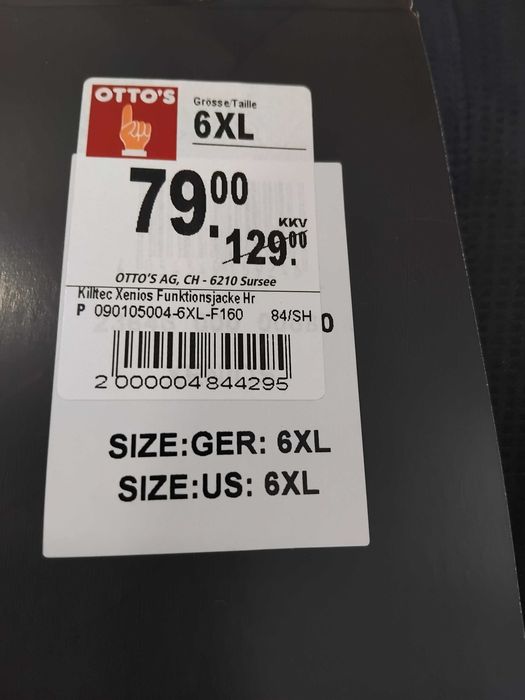 OTTO'S
Grösse/Taille
6XL
79.00
KKV
129.00
OTTO'S AG, CH - 6210 Sursee
Killtec Xenios Funktionsjacke Hr
P 090105004-6XL-F160 84/SH
2 000004 844295
SIZE:GER: 6XL
SIZE:US: 6XL